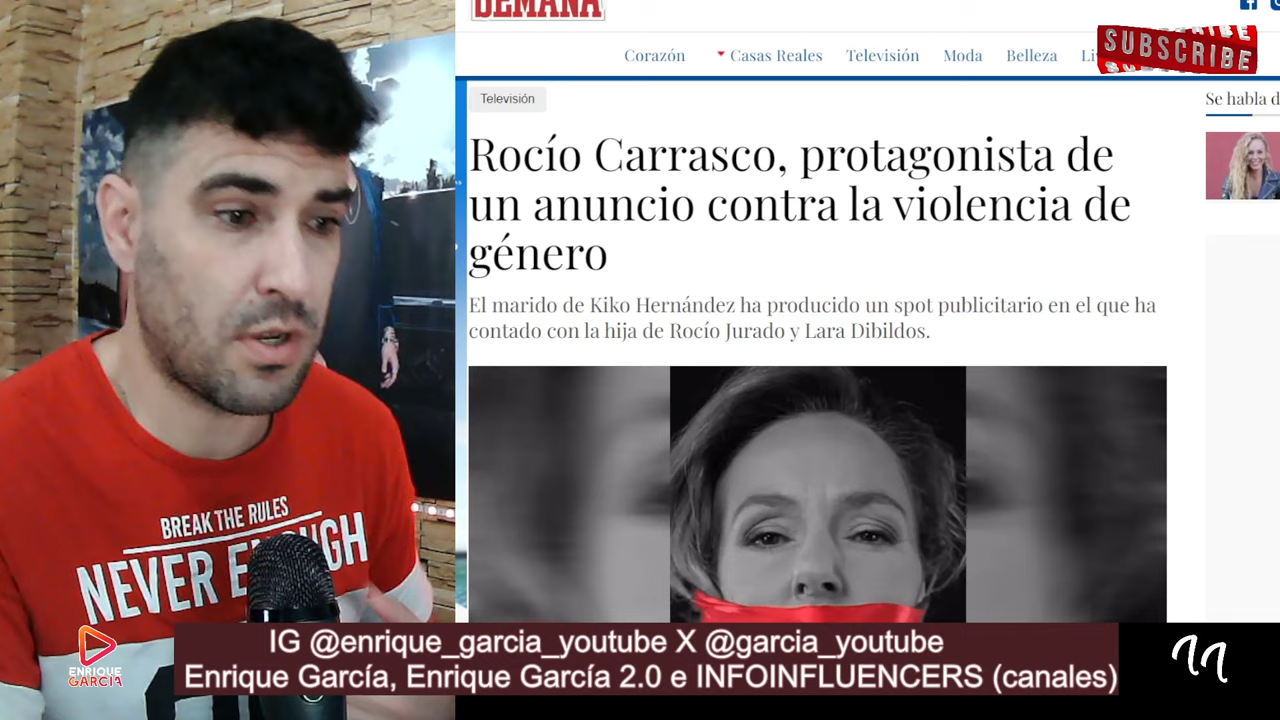 SEMANA
Corazón
Casas Reales
Televisión
Moda
Belleza
SUBSCRIBE
Televisión
Se habla d
Rocío Carrasco, protagonista de
un anuncio contra la violencia de
género
El marido de Kiko Hernández ha producido un spot publicitario en el que ha
contado con la hija de Rocío Jurado y Lara Dibildos.
BREAK THE RULES
NEVER ENOUGH
ENRIQUE
GARCÍA
IG @enrique_garcia_youtube X @garcia_youtube
Enrique García, Enrique García 2.0 e INFOINFLUENCERS (canales)